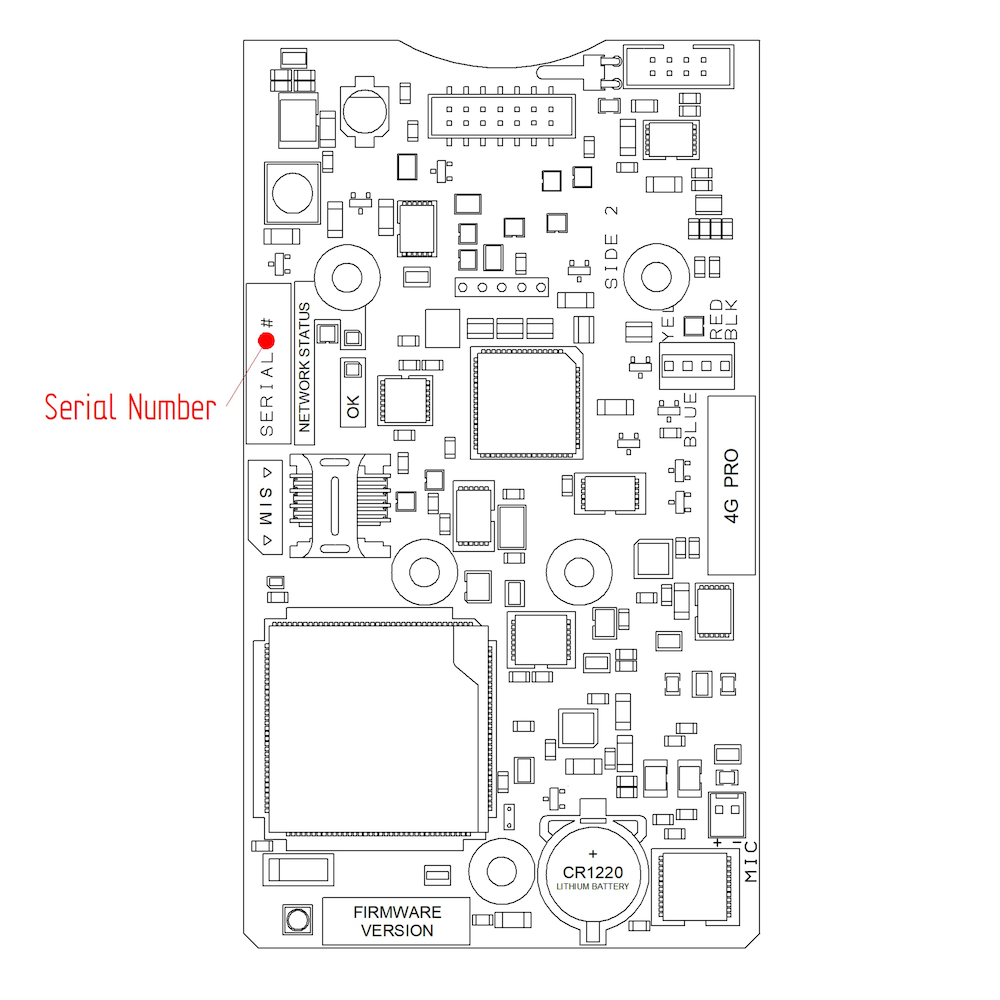 SIDE 2
YEL
RED
BLK
SERIAL #
NETWORK STATUS
OK
Serial Number
BLUE
4G PRO
SIM
+
CR1220
LITHIUM BATTERY
+ -
MIC
FIRMWARE
VERSION